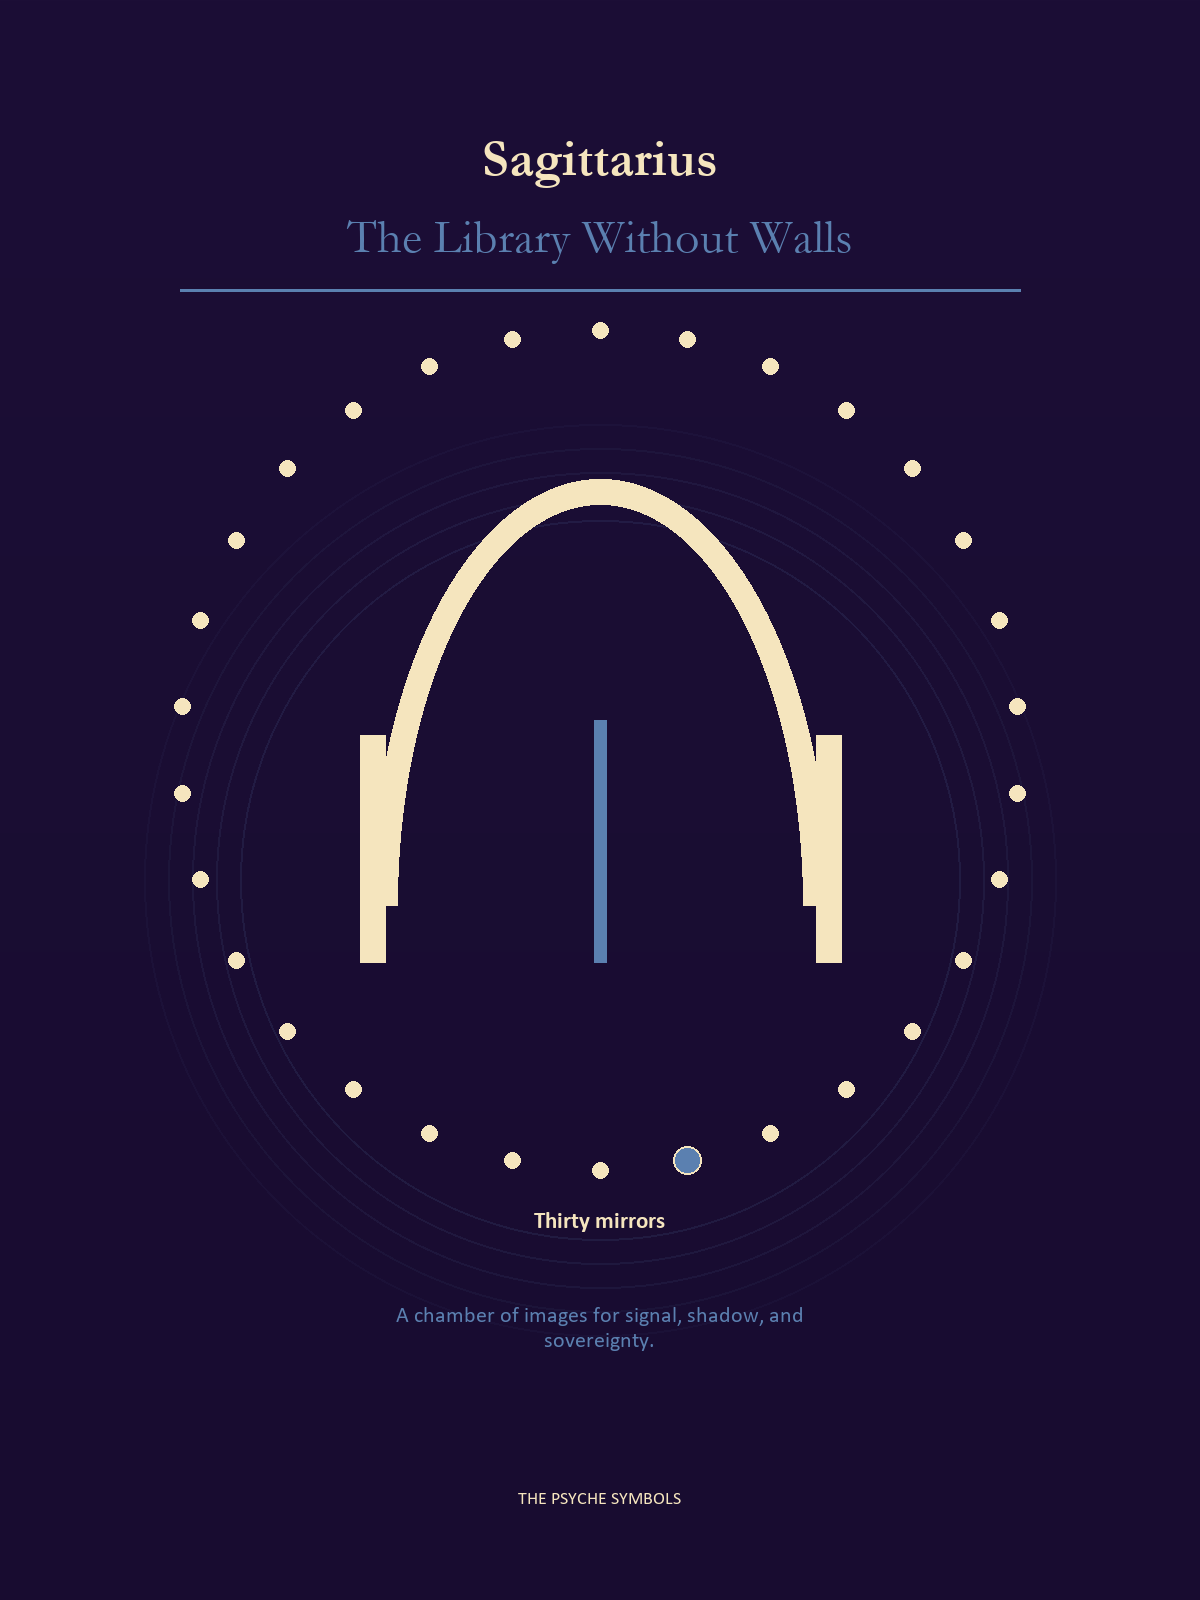 Sagittarius
The Library Without Walls
Thirty mirrors
A chamber of images for signal, shadow, and
sovereignty.
THE PSYCHE SYMBOLS